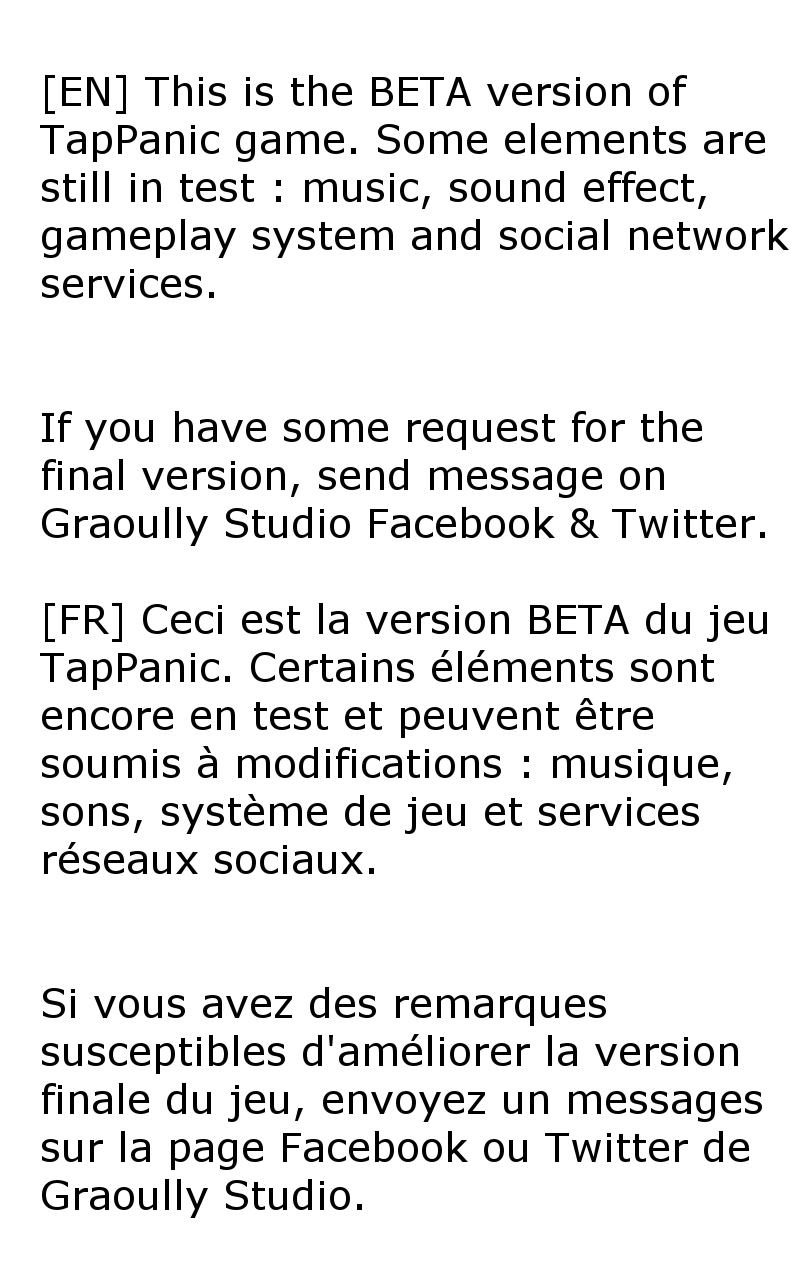 [EN] This is the BETA version of
TapPanic game. Some elements are
still in test : music, sound effect,
gameplay system and social network
services.
If you have some request for the
final version, send message on
Graoully Studio Facebook & Twitter.
[FR] Ceci est la version BETA du jeu
TapPanic. Certains éléments sont
encore en test et peuvent être
soumis à modifications : musique,
sons, système de jeu et services
réseaux sociaux.
Si vous avez des remarques
susceptibles d'améliorer la version
finale du jeu, envoyez un messages
sur la page Facebook ou Twitter de
Graoully Studio.